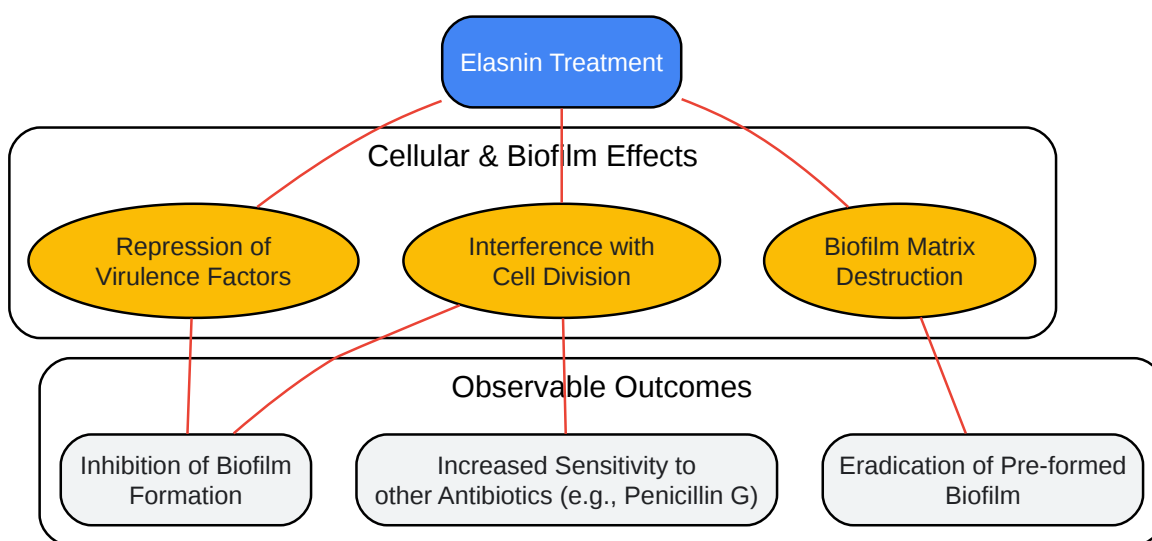 Elasnin Treatment
Cellular & Biofilm Effects
Repression of
Virulence Factors
Interference with
Cell Division
Biofilm Matrix
Destruction
Observable Outcomes
Inhibition of Biofilm
Formation
Increased Sensitivity to
other Antibiotics (e.g., Penicillin G)
Eradication of Pre-formed
Biofilm